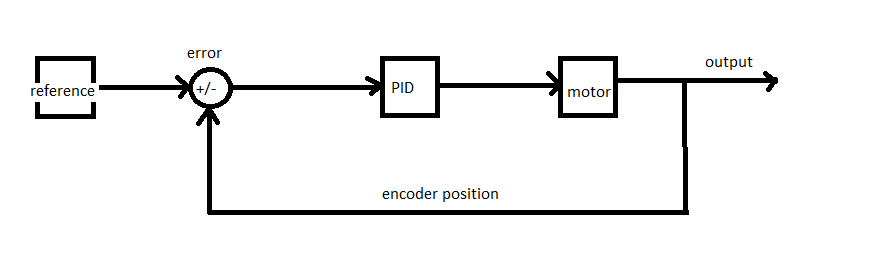 error
output
reference
+/-
PID
motor
encoder position